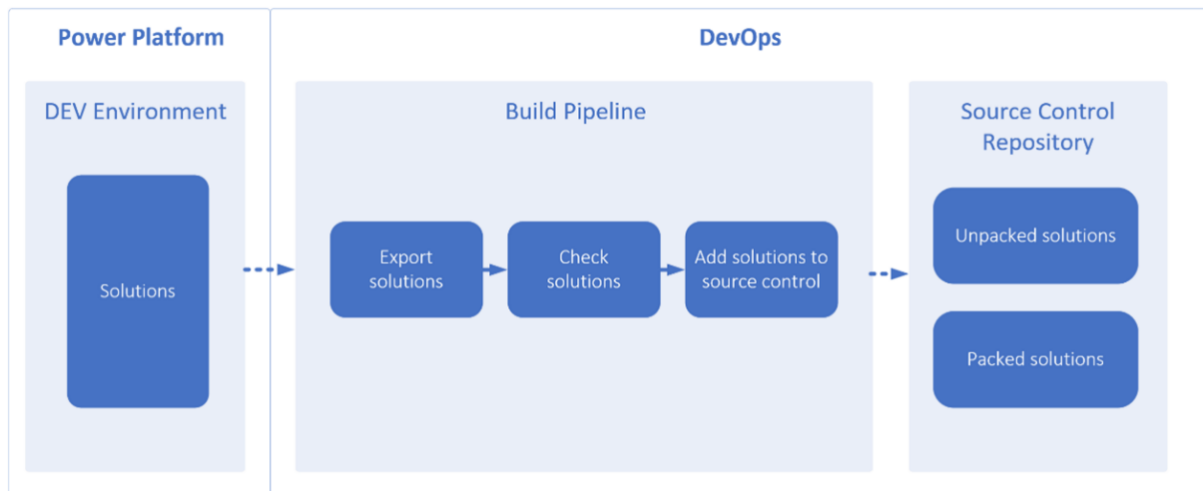 Power Platform
DevOps
DEV Environment
Solutions
Build Pipeline
Export
solutions
Check
solutions
Add solutions to
source control
Source Control
Repository
Unpacked solutions
Packed solutions